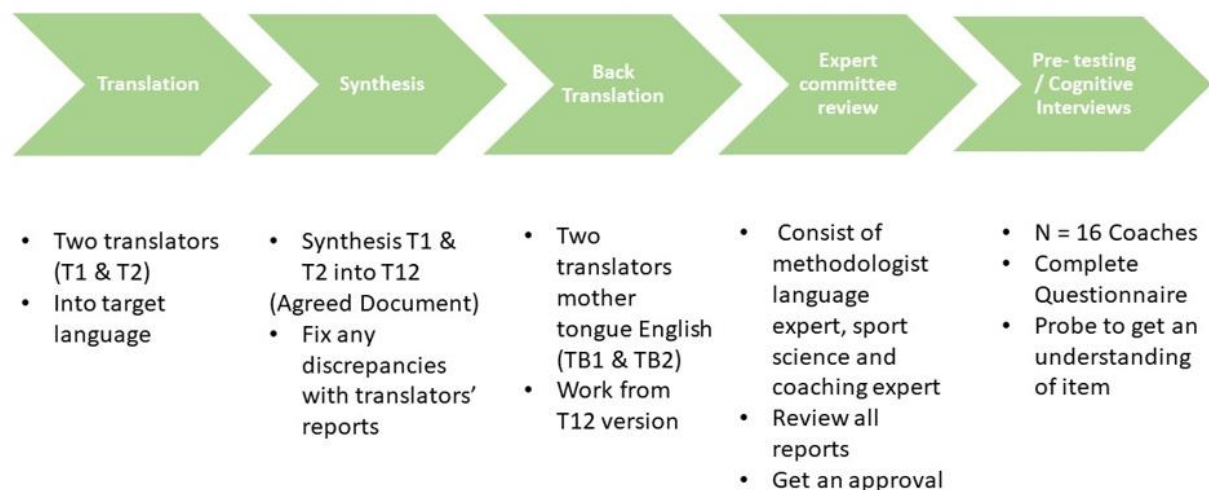 Translation
Synthesis
Back
Translation
Expert
committee
review
Pre- testing
/ Cognitive
Interviews
• Two translators
(T1 & T2)
• Into target
language
• Synthesis T1 &
T2 into T12
(Agreed Document)
• Fix any
discrepancies
with translators’
reports
• Two
translators
mother
tongue English
(TB1 & TB2)
• Work from
T12 version
• Consist of
methodologist
language
expert, sport
science and
coaching expert
• Review all
reports
• Get an approval
• N = 16 Coaches
• Complete
Questionnaire
• Probe to get an
understanding
of item